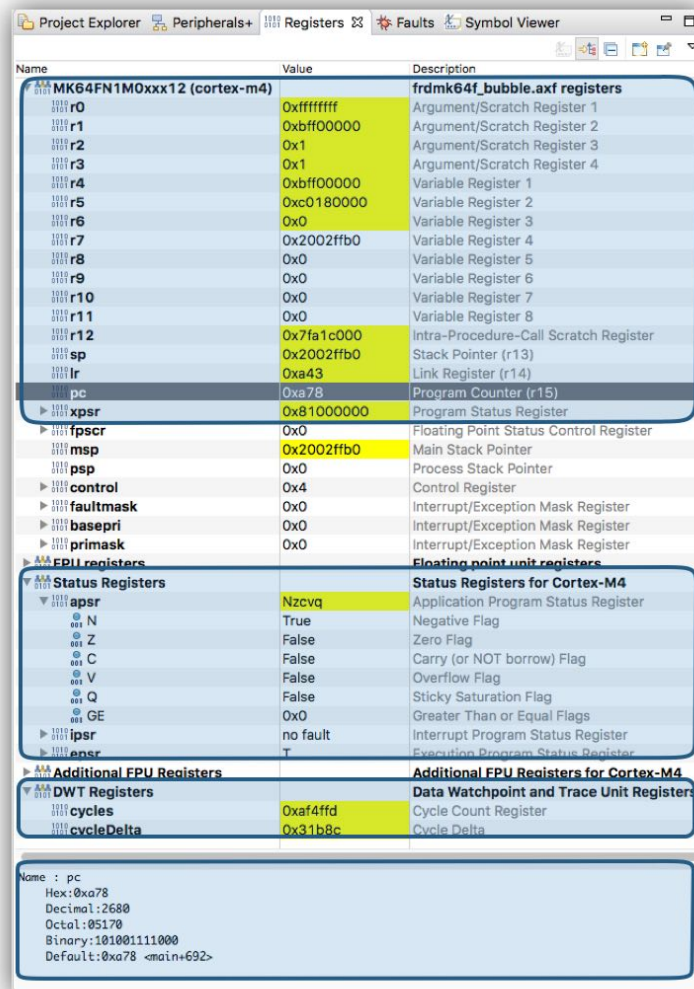 Project Explorer Peripherals+ Registers Faults Symbol Viewer
Name Value Description
MK64FN1M0xxx12 (cortex-m4) frdmk64f_bubble.axf registers
r0 0xffffffff Argument/Scratch Register 1
r1 0xbff00000 Argument/Scratch Register 2
r2 0x1 Argument/Scratch Register 3
r3 0x1 Argument/Scratch Register 4
r4 0xbff00000 Variable Register 1
r5 0xc0180000 Variable Register 2
r6 0x0 Variable Register 3
r7 0x2002ffb0 Variable Register 4
r8 0x0 Variable Register 5
r9 0x0 Variable Register 6
r10 0x0 Variable Register 7
r11 0x0 Variable Register 8
r12 0x7fa1c000 Intra-Procedure-Call Scratch Register
sp 0x2002ffb0 Stack Pointer (r13)
lr 0xa43 Link Register (r14)
pc 0xa78 Program Counter (r15)
xpsr 0x81000000 Program Status Register
fpscr 0x0 Floating Point Status Control Register
msp 0x2002ffb0 Main Stack Pointer
psp 0x0 Process Stack Pointer
control 0x4 Control Register
faultmask 0x0 Interrupt/Exception Mask Register
basepri 0x0 Interrupt/Exception Mask Register
primask 0x0 Interrupt/Exception Mask Register
FPU registers Floating point unit registers
Status Registers Status Registers for Cortex-M4
apsr Nzcvq Application Program Status Register
N True Negative Flag
Z False Zero Flag
C False Carry (or NOT borrow) Flag
V False Overflow Flag
Q False Sticky Saturation Flag
GE 0x0 Greater Than or Equal Flags
ipsr no fault Interrupt Program Status Register
epsr T Execution Program Status Register
Additional FPU Registers Additional FPU Registers for Cortex-M4
DWT Registers Data Watchpoint and Trace Unit Registers
cycles 0xaf4ffd Cycle Count Register
cycleDelta 0x31b8c Cycle Delta
Name : pc
Hex:0xa78
Decimal:2680
Octal:05170
Binary:101001111000
Default:0xa78 <main+692>